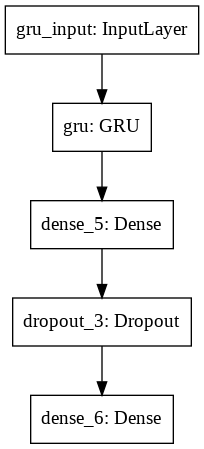 gru_input: InputLayer
gru: GRU
dense_5: Dense
dropout_3: Dropout
dense_6: Dense